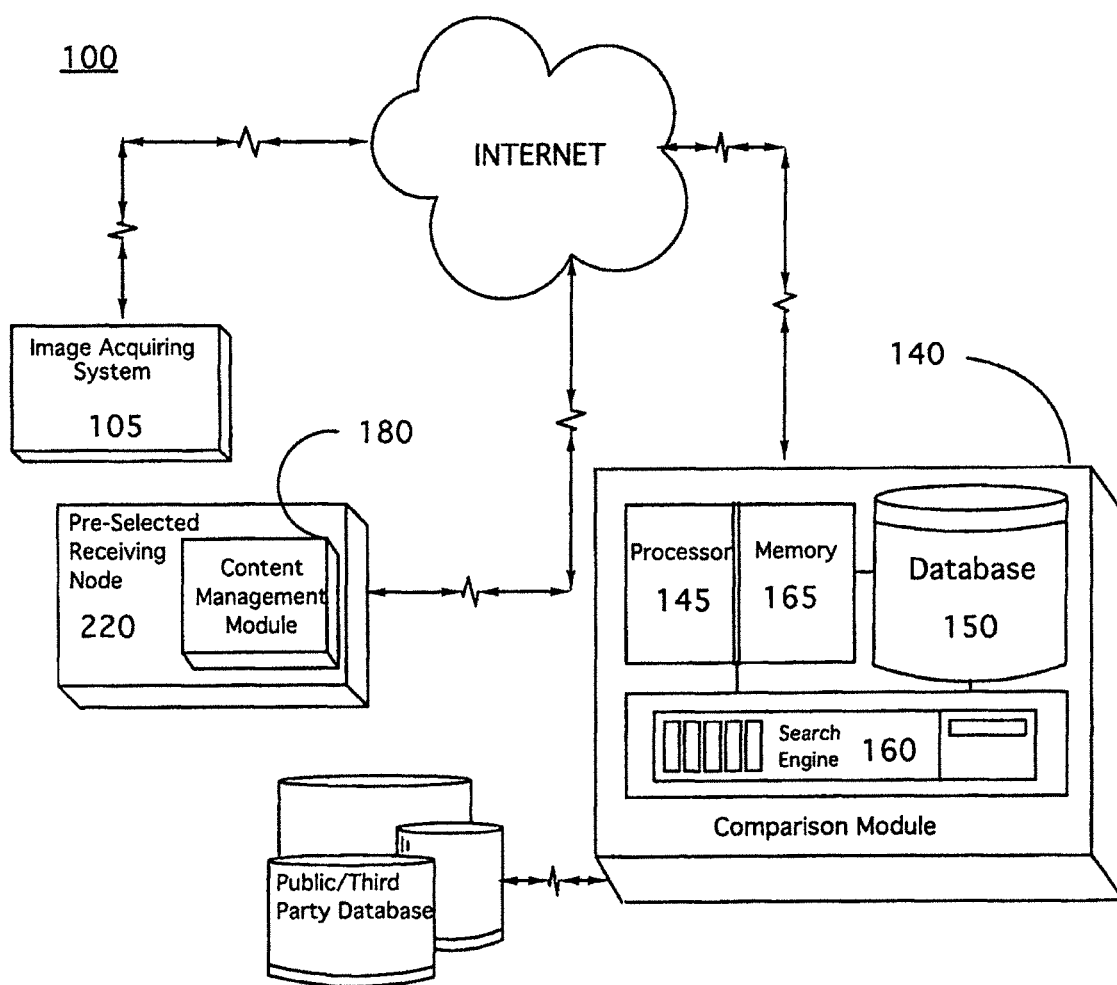 100
INTERNET
Image Acquiring
System
105
140
180
Pre-Selected
Receiving
Node
220
Content
Management
Module
Processor
145
Memory
165
Database
150
Search
Engine
160
Comparison Module
Public/Third
Party Database